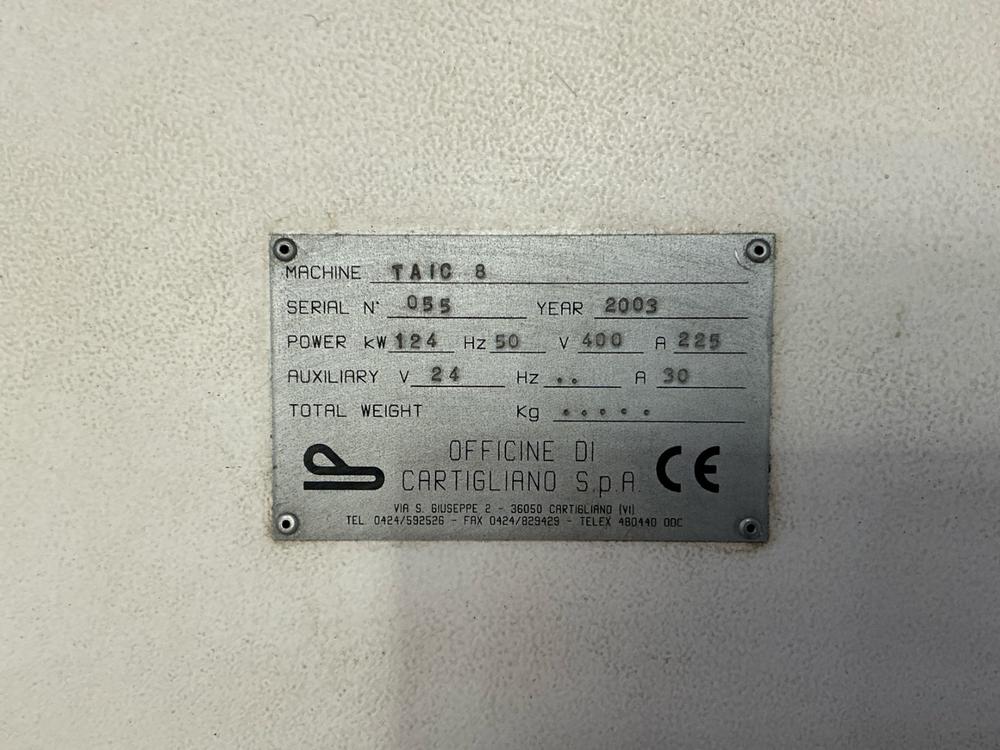 MACHINE TAIC 8
SERIAL N° 055 YEAR 2003
POWER kW 124 Hz 50 V 400 A 225
AUXILIARY V 24 Hz .. A 30
TOTAL WEIGHT Kg .....
OFFICINE DI
CARTIGLIANO S.p.A.
CE
VIA S. GIUSEPPE 2 - 36050 CARTIGLIANO (VI)
TEL 0424/592526 - FAX 0424/829429 - TELEX 480440 OOC